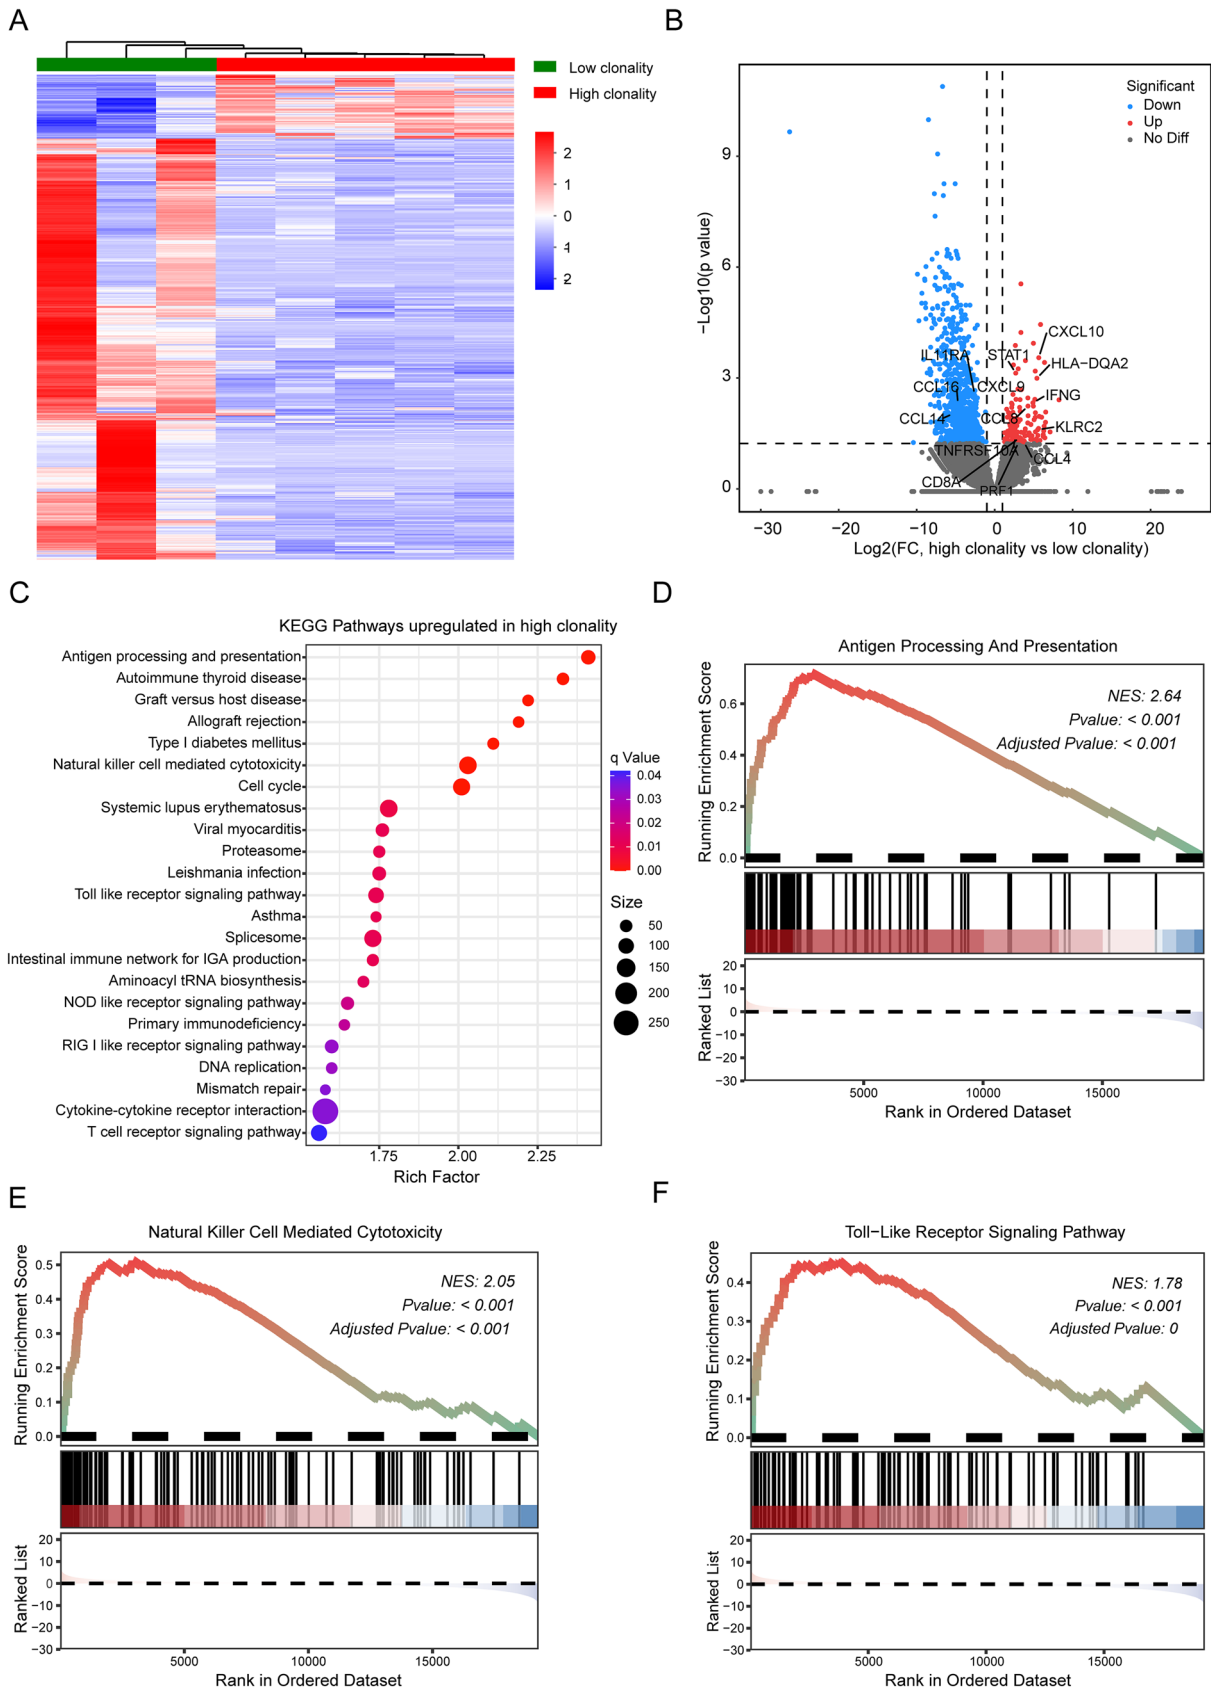 A
Low clonality
High clonality
2
1
0
1
2
B
Significant
Down
Up
No Diff
−Log10(p value)
9
6
3
0
CXCL10
IL11RA
STAT1
HLA−DQA2
CCL16
CXCL9
IFNG
CCL14
CCL8
KLRC2
TNFRSF10A
CCL4
CD8A
PRF1
−30
−20
−10
0
10
20
Log2(FC, high clonality vs low clonality)
C
KEGG Pathways upregulated in high clonality
Antigen processing and presentation
Autoimmune thyroid disease
Graft versus host disease
Allograft rejection
Type I diabetes mellitus
Natural killer cell mediated cytotoxicity
Cell cycle
Systemic lupus erythematosus
Viral myocarditis
Proteasome
Leishmania infection
Toll like receptor signaling pathway
Asthma
Splicesome
Intestinal immune network for IGA production
Aminoacyl tRNA biosynthesis
NOD like receptor signaling pathway
Primary immunodeficiency
RIG I like receptor signaling pathway
DNA replication
Mismatch repair
Cytokine-cytokine receptor interaction
T cell receptor signaling pathway
1.75
2.00
2.25
Rich Factor
q Value
0.04
0.03
0.02
0.01
0.00
Size
50
100
150
200
250
D
Antigen Processing And Presentation
Running Enrichment Score
0.6
0.4
0.2
0.0
NES: 2.64
Pvalue: < 0.001
Adjusted Pvalue: < 0.001
Ranked List
20
10
0
−10
−20
−30
5000
10000
15000
Rank in Ordered Dataset
E
Natural Killer Cell Mediated Cytotoxicity
Running Enrichment Score
0.5
0.4
0.3
0.2
0.1
0.0
NES: 2.05
Pvalue: < 0.001
Adjusted Pvalue: < 0.001
Ranked List
20
10
0
−10
−20
−30
5000
10000
15000
Rank in Ordered Dataset
F
Toll−Like Receptor Signaling Pathway
Running Enrichment Score
0.4
0.3
0.2
0.1
0.0
NES: 1.78
Pvalue: < 0.001
Adjusted Pvalue: 0
Ranked List
20
10
0
−10
−20
−30
5000
10000
15000
Rank in Ordered Dataset